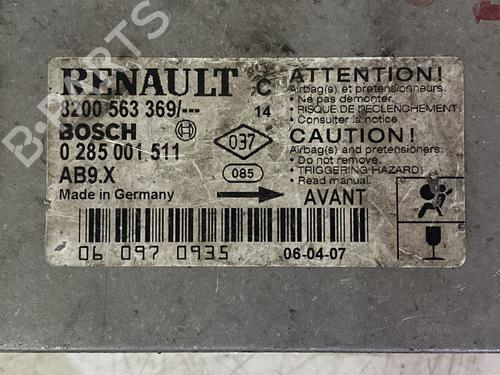 RENAULT C
8200 563 369/---
14
BOSCH
0 285 001 511
AB9.X
Made in Germany
037
085
ATTENTION!
Airbag(s) et pretensionneurs.
• Ne pas démonter.
• RISQUE DE DECLENCHEMENT
• Consulter la notice
CAUTION!
Airbag(s) and pretensioners.
• Do not remove.
• TRIGGERING HAZARD!
• Read manual.
AVANT
06 097 0935
06-04-07
B-PARTS